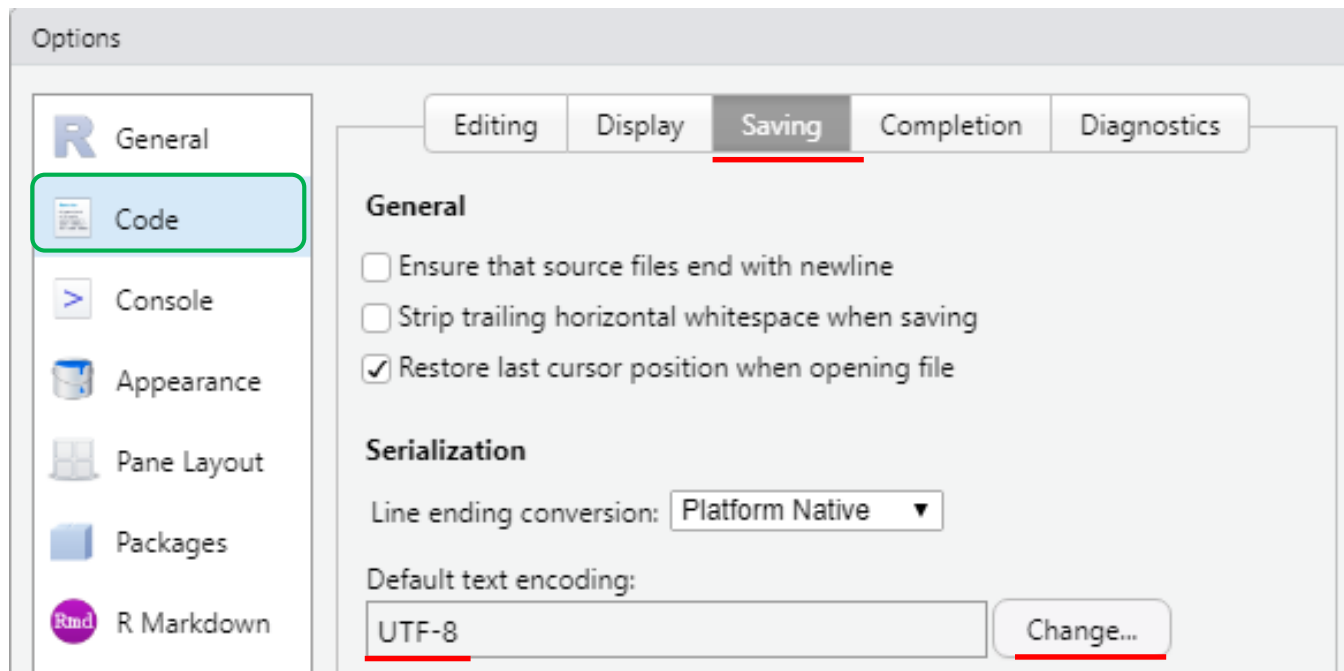 Options
R General
Code
> Console
Appearance
Pane Layout
Packages
Rmd R Markdown
Editing Display Saving Completion Diagnostics
General
Ensure that source files end with newline
Strip trailing horizontal whitespace when saving
Restore last cursor position when opening file
Serialization
Line ending conversion: Platform Native
Default text encoding:
UTF-8 Change...